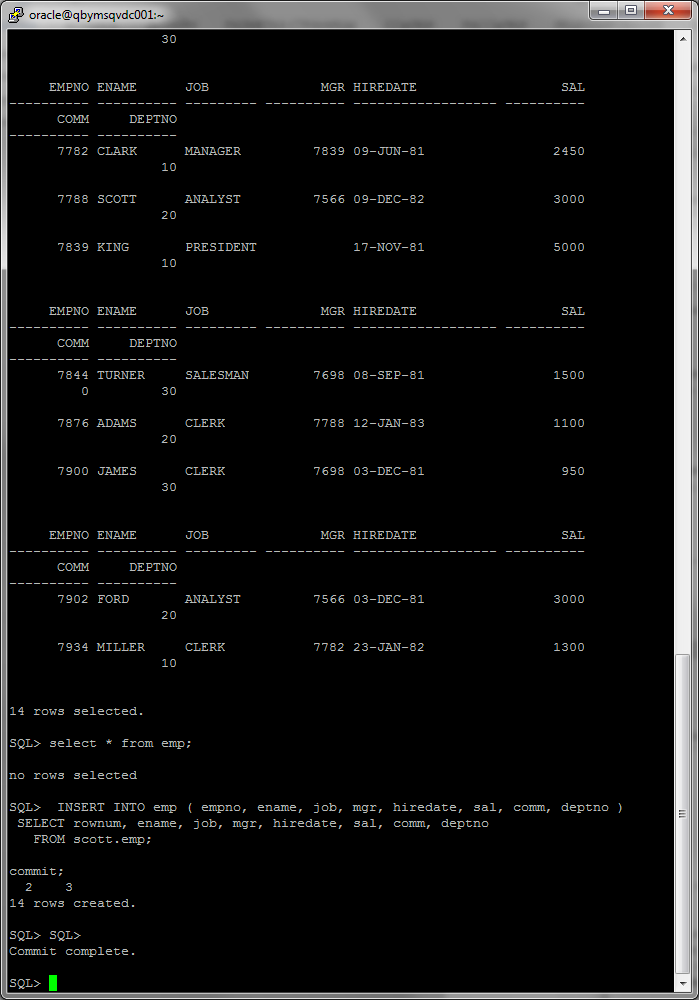 oracle@qbymsqvdc001:~
                   30


     EMPNO ENAME      JOB              MGR HIREDATE                  SAL
---------- ---------- --------- ---------- ------------------ ----------
      COMM     DEPTNO
---------- ----------
      7782 CLARK      MANAGER         7839 09-JUN-81                2450
                   10

      7788 SCOTT      ANALYST         7566 09-DEC-82                3000
                   20

      7839 KING       PRESIDENT            17-NOV-81                5000
                   10


     EMPNO ENAME      JOB              MGR HIREDATE                  SAL
---------- ---------- --------- ---------- ------------------ ----------
      COMM     DEPTNO
---------- ----------
      7844 TURNER     SALESMAN        7698 08-SEP-81                1500
         0         30

      7876 ADAMS      CLERK           7788 12-JAN-83                1100
                   20

      7900 JAMES      CLERK           7698 03-DEC-81                 950
                   30


     EMPNO ENAME      JOB              MGR HIREDATE                  SAL
---------- ---------- --------- ---------- ------------------ ----------
      COMM     DEPTNO
---------- ----------
      7902 FORD       ANALYST         7566 03-DEC-81                3000
                   20

      7934 MILLER     CLERK           7782 23-JAN-82                1300
                   10


14 rows selected.

SQL> select * from emp;

no rows selected

SQL>  INSERT INTO emp ( empno, ename, job, mgr, hiredate, sal, comm, deptno )
 SELECT rownum, ename, job, mgr, hiredate, sal, comm, deptno
   FROM scott.emp;

commit;
  2    3
14 rows created.

SQL> SQL>
Commit complete.

SQL>